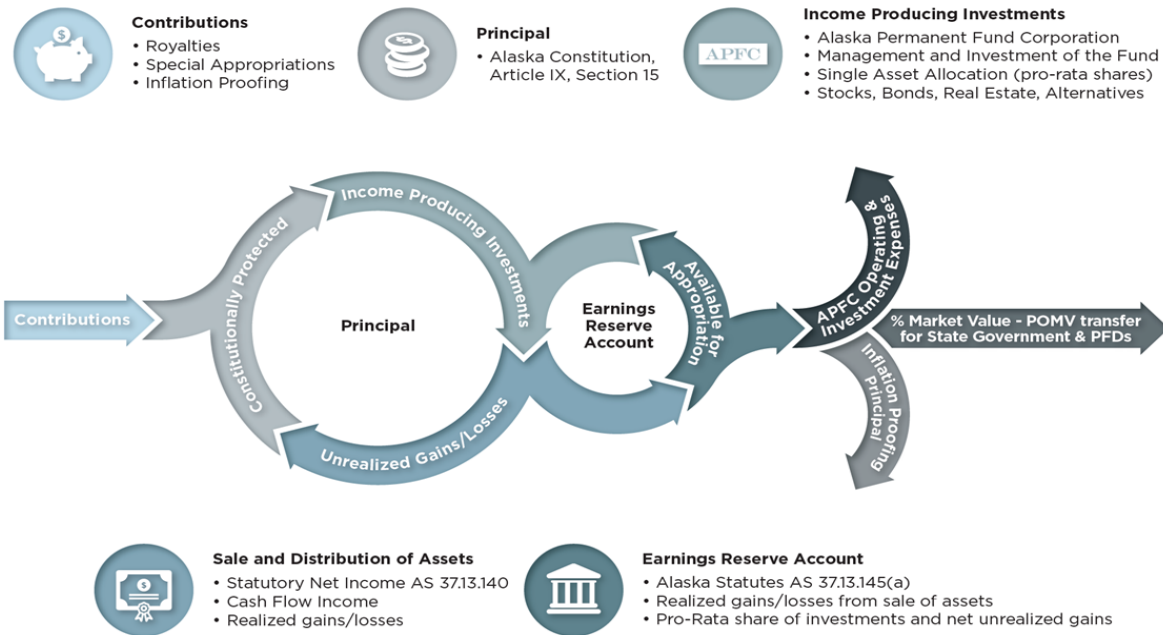 Contributions
• Royalties
• Special Appropriations
• Inflation Proofing
$
Principal
• Alaska Constitution,
Article IX, Section 15
APFC
Income Producing Investments
• Alaska Permanent Fund Corporation
• Management and Investment of the Fund
• Single Asset Allocation (pro-rata shares)
• Stocks, Bonds, Real Estate, Alternatives
Contributions
Constitutionally Protected
Income Producing Investments
Principal
Unrealized Gains/Losses
Earnings
Reserve
Account
Available for
Appropriation
APFC Operating &
Investment Expenses
% Market Value - POMV transfer
for State Government & PFDs
Inflation Proofing
Principal
$
Sale and Distribution of Assets
• Statutory Net Income AS 37.13.140
• Cash Flow Income
• Realized gains/losses
Earnings Reserve Account
• Alaska Statutes AS 37.13.145(a)
• Realized gains/losses from sale of assets
• Pro-Rata share of investments and net unrealized gains